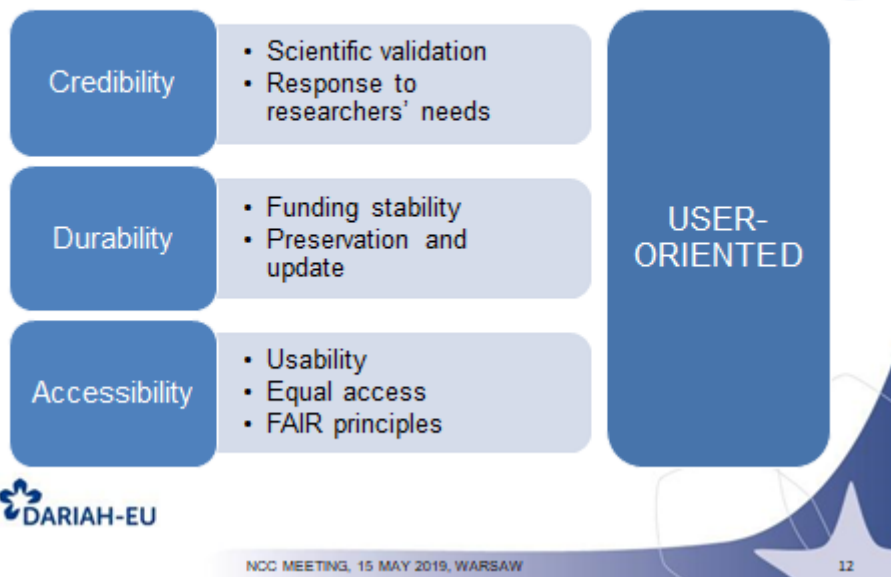 Credibility
• Scientific validation
• Response to
researchers' needs
Durability
• Funding stability
• Preservation and
update
Accessibility
• Usability
• Equal access
• FAIR principles
USER-
ORIENTED
DARIAH-EU
NCC MEETING, 15 MAY 2019, WARSAW
12